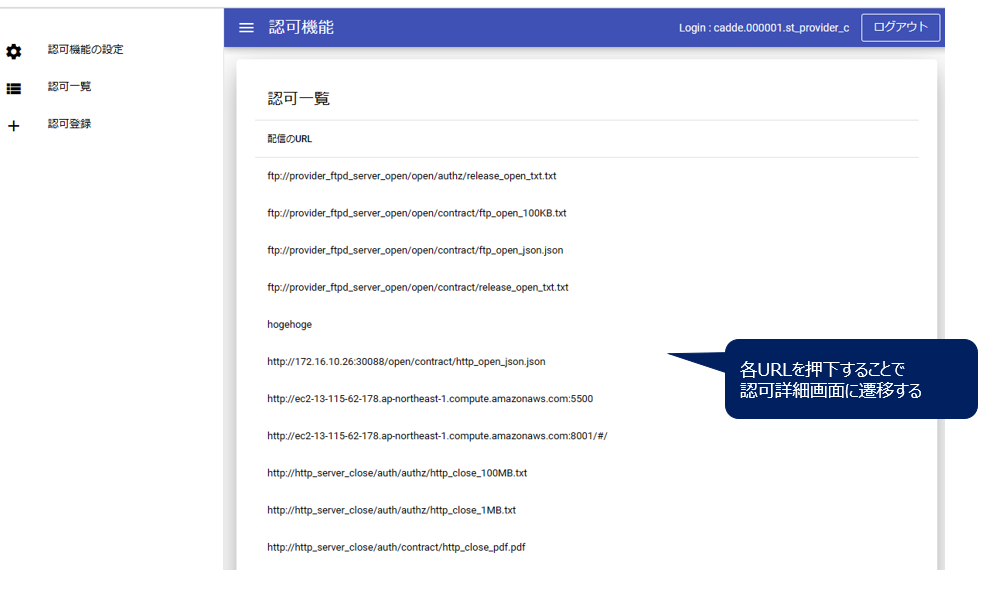 認可機能
Login : cadde.000001.st_provider_c
ログアウト
認可機能の設定
認可一覧
認可登録
認可一覧
配信のURL
ftp://provider_ftpd_server_open/open/authz/release_open_txt.txt
ftp://provider_ftpd_server_open/open/contract/ftp_open_100KB.txt
ftp://provider_ftpd_server_open/open/contract/ftp_open_json.json
ftp://provider_ftpd_server_open/open/contract/release_open_txt.txt
hogehoge
http://172.16.10.26:30088/open/contract/http_open_json.json
http://ec2-13-115-62-178.ap-northeast-1.compute.amazonaws.com:5500
http://ec2-13-115-62-178.ap-northeast-1.compute.amazonaws.com:8001/#/
http://http_server_close/auth/authz/http_close_100MB.txt
http://http_server_close/auth/authz/http_close_1MB.txt
http://http_server_close/auth/contract/http_close_pdf.pdf
各URLを押下することで
認可詳細画面に遷移する